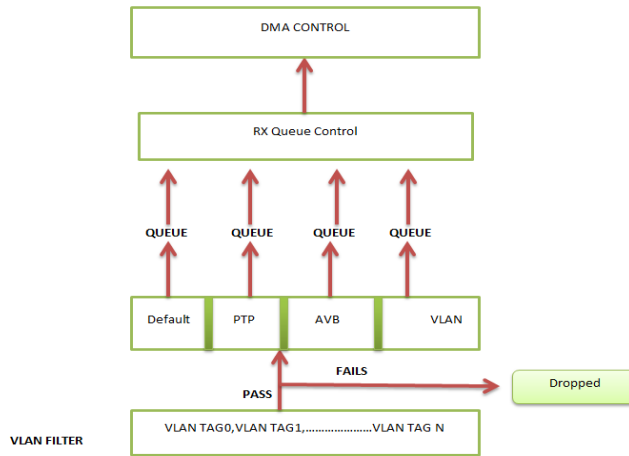 DMA CONTROL
RX Queue Control
QUEUE QUEUE QUEUE QUEUE
Default PTP AVB VLAN
FAILS
Dropped
PASS
VLAN TAG0,VLAN TAG1,.....................VLAN TAG N
VLAN FILTER